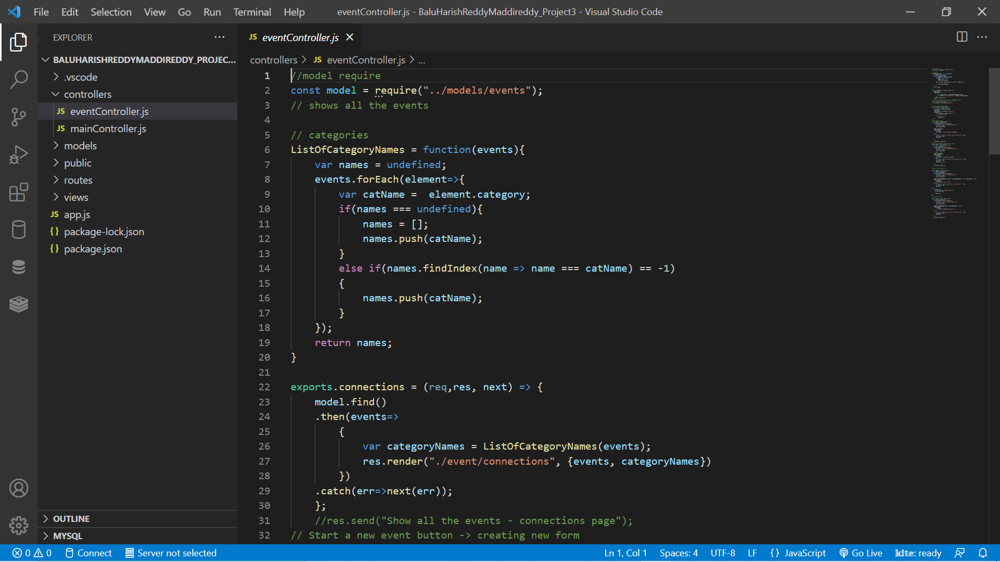 File Edit Selection View Go Run Terminal Help eventController.js - BaluHarishReddyMaddireddy_Project3 - Visual Studio Code
EXPLORER
BALUHARISHREDDYMADDIREDDY_PROJEC...
.vscode
controllers
JS eventController.js
JS mainController.js
models
public
routes
views
JS app.js
{} package-lock.json
{} package.json
OUTLINE
MYSQL
JS eventController.js
controllers > JS eventController.js > ...
1 //model require
2 const model = require("../models/events");
3 // shows all the events
4
5 // categories
6 ListOfCategoryNames = function(events){
7 var names = undefined;
8 events.forEach(element=>{
9 var catName =  element.category;
10 if(names === undefined){
11 names = [];
12 names.push(catName);
13 }
14 else if(names.findIndex(name => name === catName) == -1)
15 {
16 names.push(catName);
17 }
18 });
19 return names;
20 }
21
22 exports.connections = (req,res, next) => {
23 model.find()
24 .then(events=>
25 {
26 var categoryNames = ListOfCategoryNames(events);
27 res.render("./event/connections", {events, categoryNames})
28 })
29 .catch(err=>next(err));
30 };
31 //res.send("Show all the events - connections page");
32 // Start a new event button -> creating new form
0 0 Connect Server not selected Ln 1, Col 1 Spaces: 4 UTF-8 LF {} JavaScript Go Live kite: ready